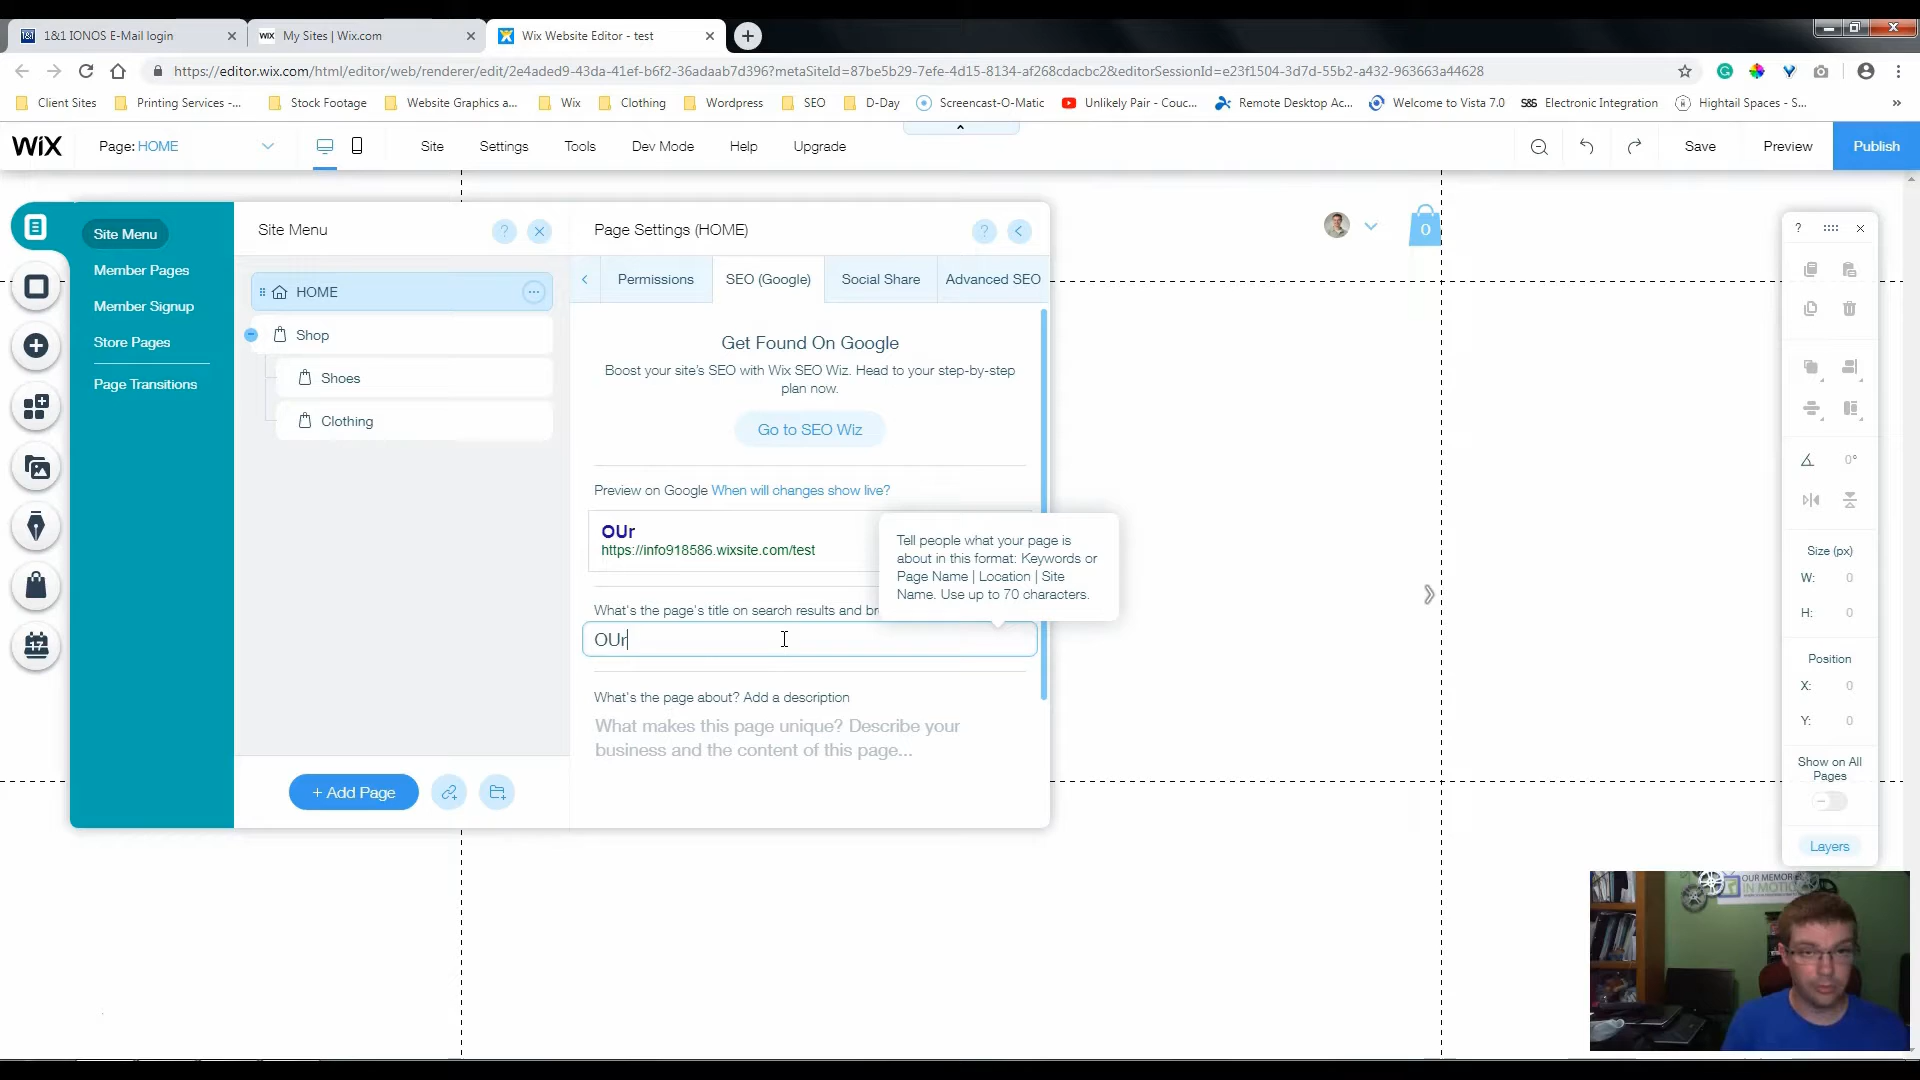 1&1 IONOS E-Mail login
My Sites | Wix.com
Wix Website Editor - test
https://editor.wix.com/html/editor/web/renderer/edit/2e4aded9-43da-41ef-b6f2-36adaab7d396?metaSiteId=87be5b29-7efe-4d15-8134-af268cdacbc2&editorSessionId=e23f1504-3d7d-55b2-a432-963663a44628
Client Sites
Printing Services -...
Stock Footage
Website Graphics a...
Wix
Clothing
Wordpress
SEO
D-Day
Screencast-O-Matic
Unlikely Pair - Couc...
Remote Desktop Ac...
Welcome to Vista 7.0
S&S Electronic Integration
Hightail Spaces - S...
WiX
Page: HOME
Site
Settings
Tools
Dev Mode
Help
Upgrade
Save
Preview
Publish
Site Menu
Member Pages
Member Signup
Store Pages
Page Transitions
17
Site Menu
?
HOME
Shop
Shoes
Clothing
+ Add Page
Page Settings (HOME)
?
Permissions
SEO (Google)
Social Share
Advanced SEO
Get Found On Google
Boost your site's SEO with Wix SEO Wiz. Head to your step-by-step
plan now.
Go to SEO Wiz
Preview on Google When will changes show live?
OUr
https://info918586.wixsite.com/test
Tell people what your page is
about in this format: Keywords or
Page Name | Location | Site
Name. Use up to 70 characters.
What's the page's title on search results and br
OUr
What's the page about? Add a description
What makes this page unique? Describe your
business and the content of this page...
0
?
0°
Size (px)
W: 0
H: 0
Position
X: 0
Y: 0
Show on All
Pages
Layers
OUR MEMOR
IN MOTIO